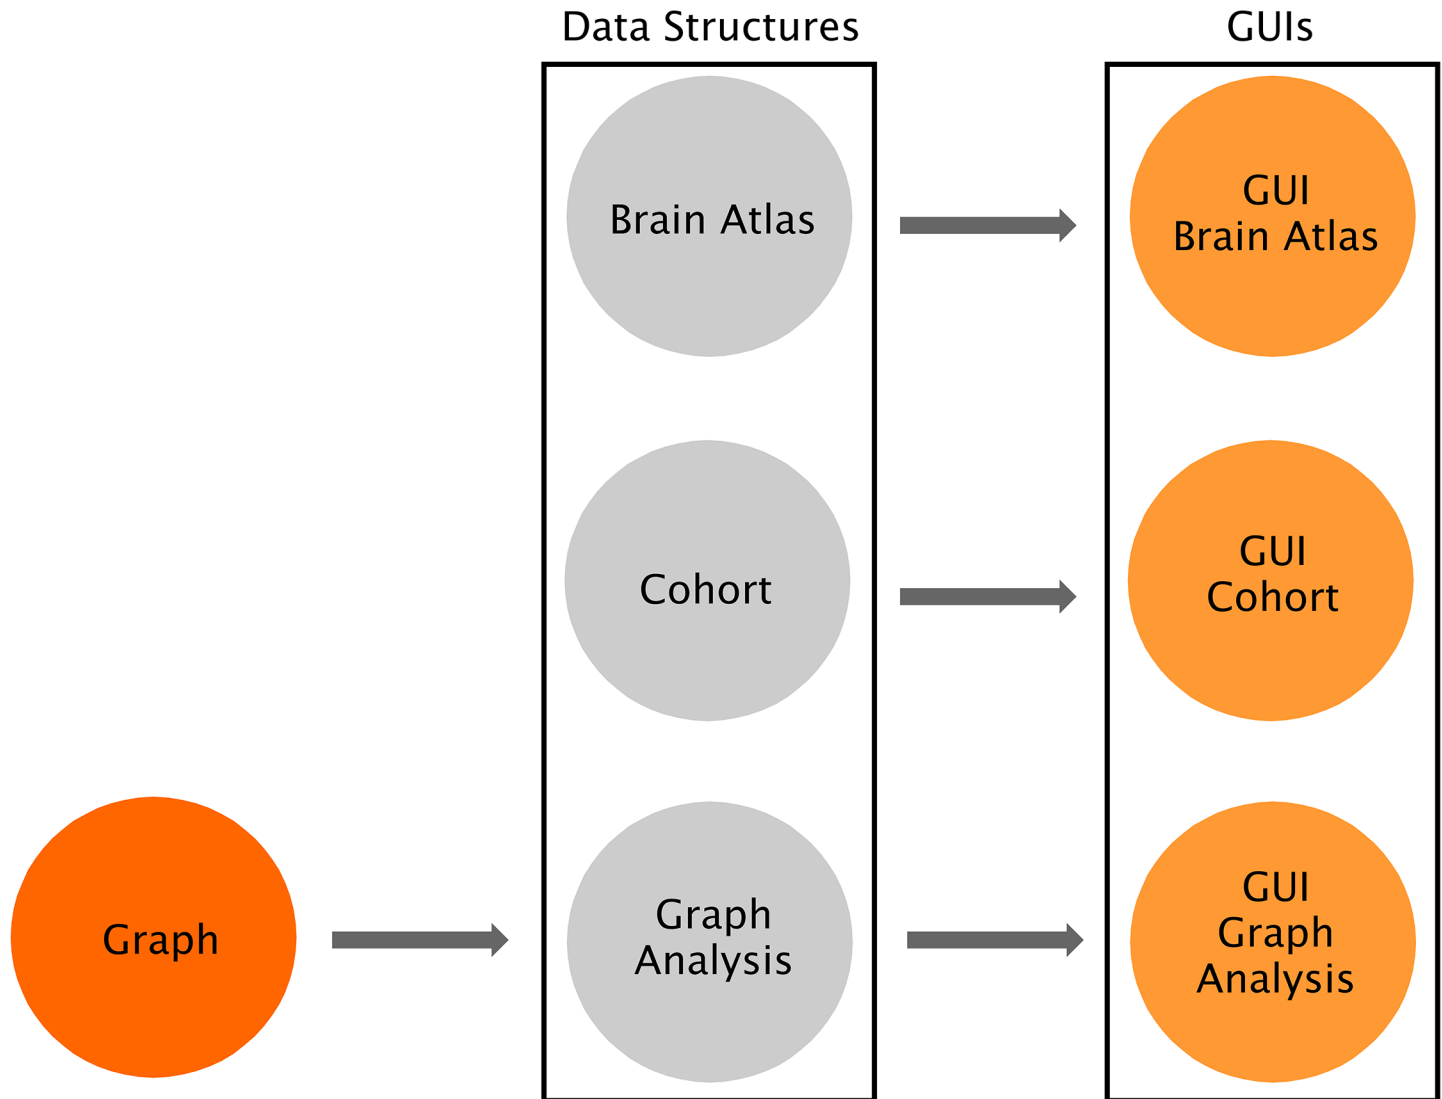 Data Structures
GUIs
Brain Atlas
GUI
Brain Atlas
Cohort
GUI
Cohort
Graph
Graph
Analysis
GUI
Graph
Analysis